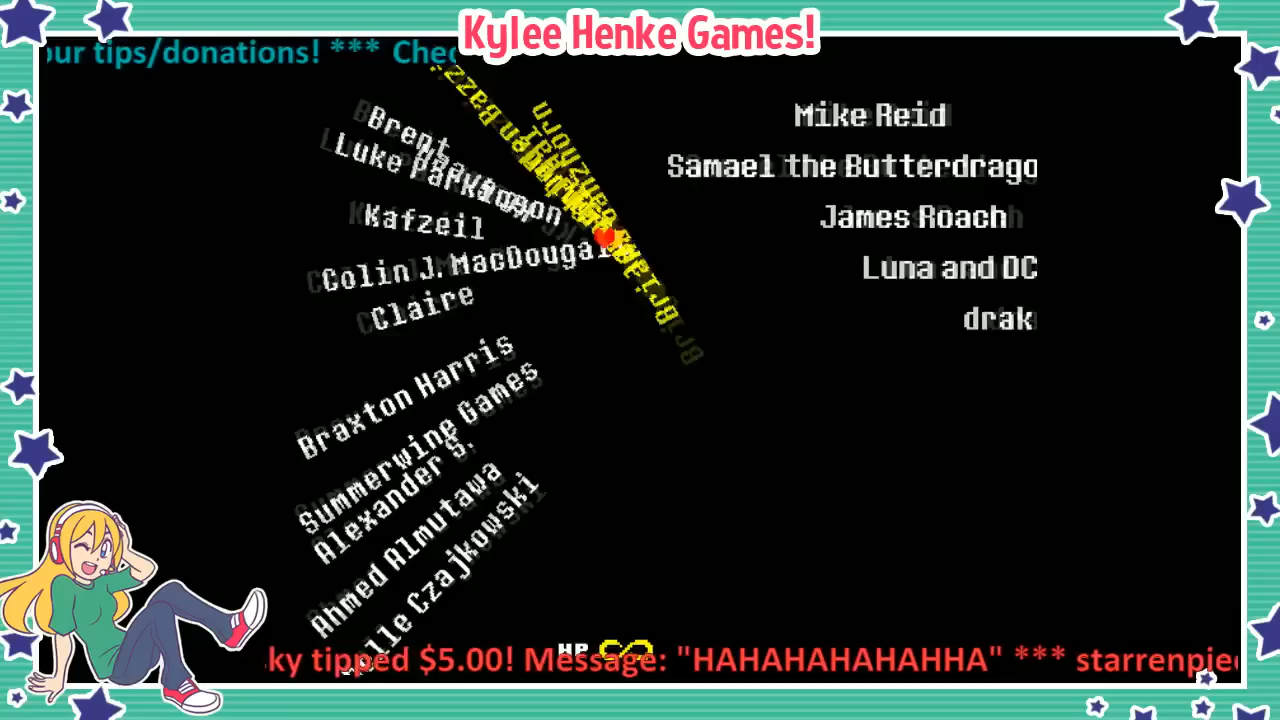 Kylee Henke Games!
our tips/donations! *** Chec
Brent
Luke Parkes
Kafzeil
Colin J. MacDougal
Claire
Braxton Harris
Summerwing Games
Alexander S.
Ahmed Almutawa
lle Czajkowski
Mike Reid
Samael the Butterdragg
James Roach
Luna and DC
drak
HP
ky tipped $5.00! Message: "HAHAHAHAHAHHA" *** starrenpie